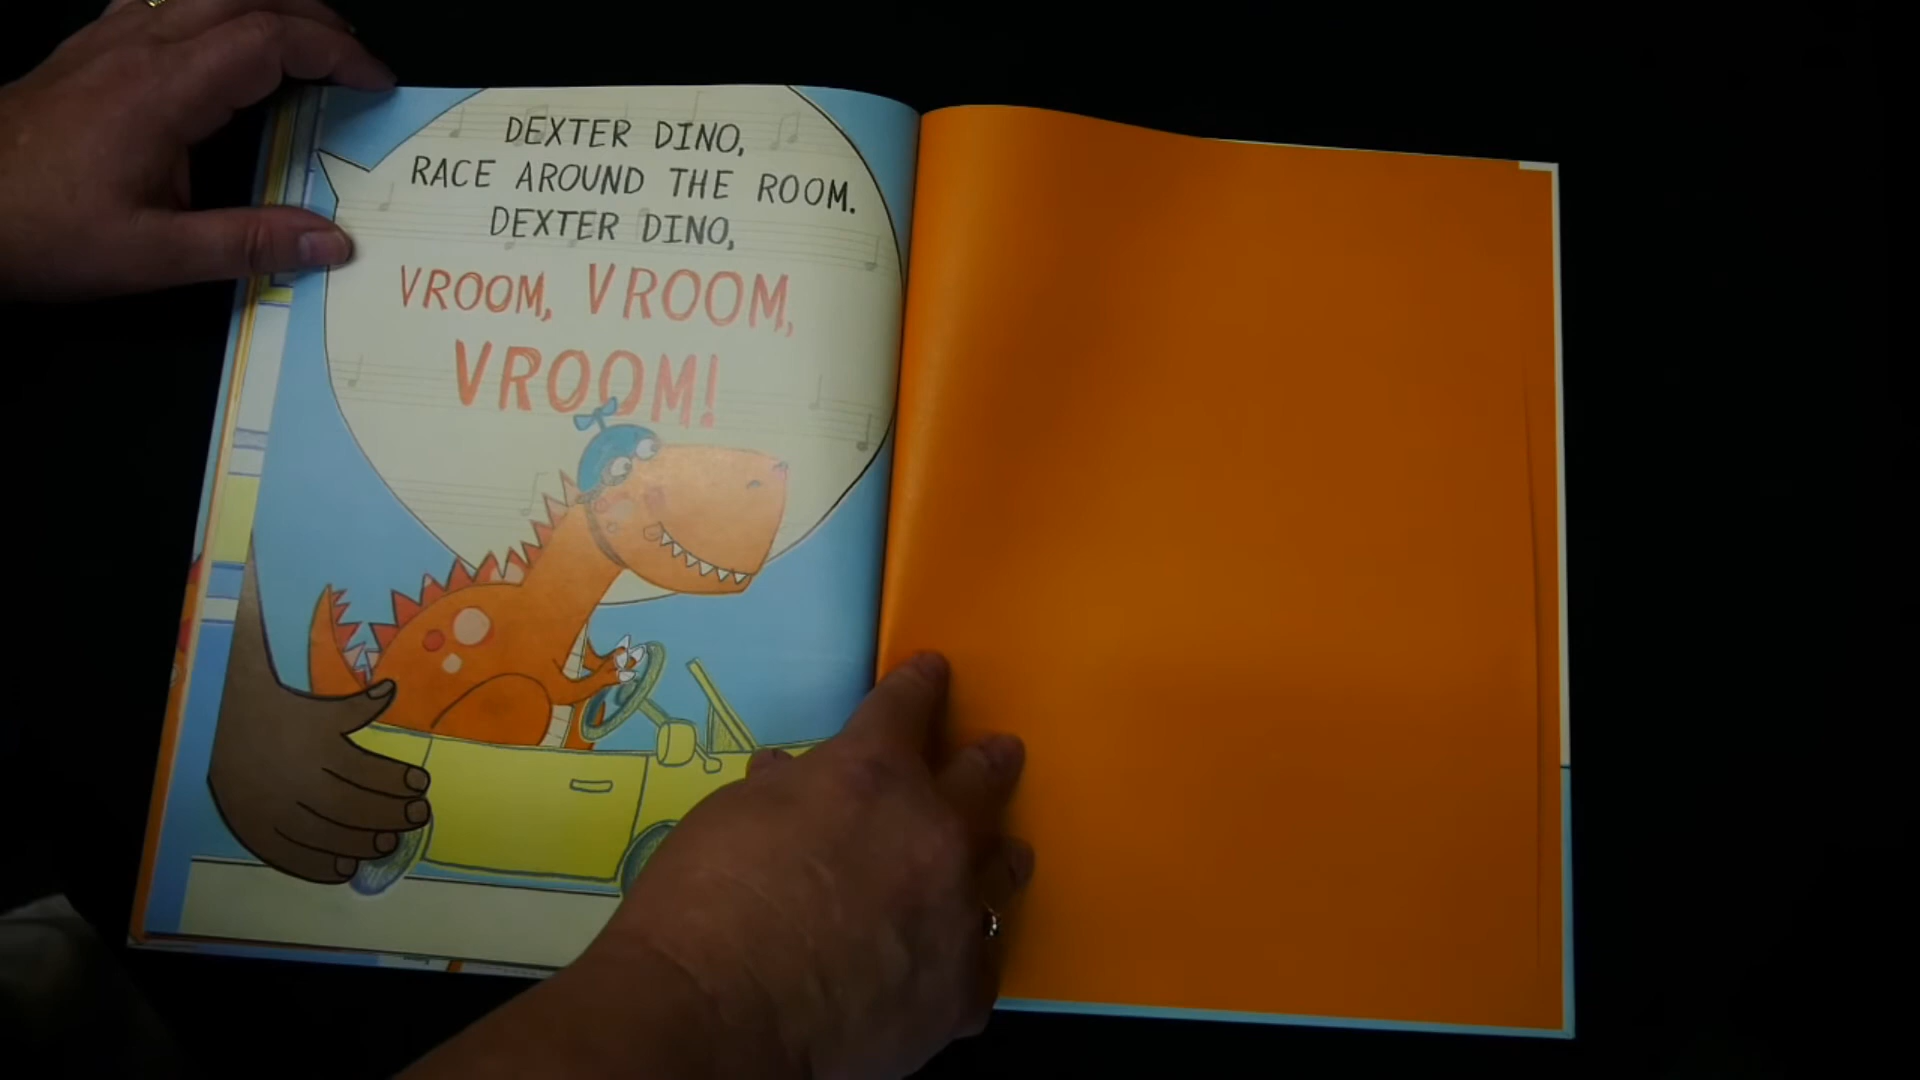 DEXTER DINO,
RACE AROUND THE ROOM.
DEXTER DINO,
VROOM, VROOM,
VROOM!